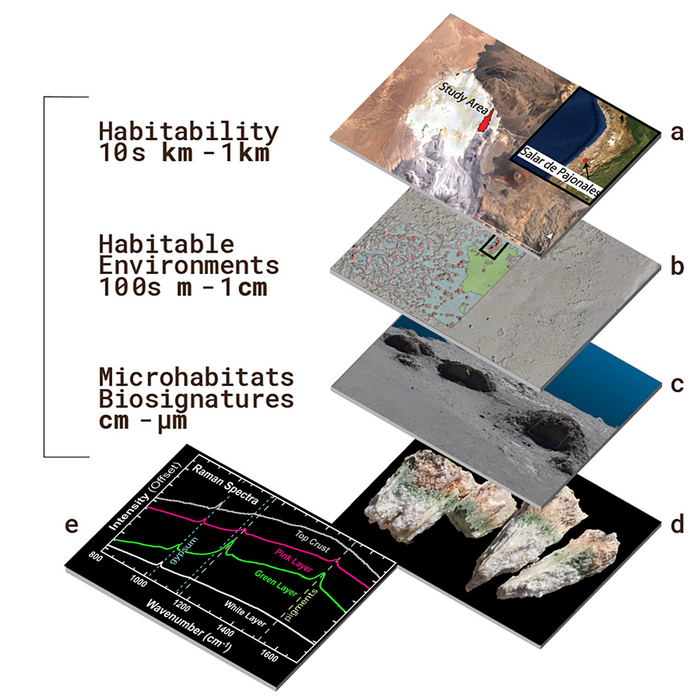 Study Area
Salar de Pajonales
a
Habitability
10s km - 1km
b
Habitable
Environments
100s m - 1cm
c
Microhabitats
Biosignatures
cm - µm
d
e
Raman Spectra
Intensity (Offset)
Top Crust
Pink Layer
Green Layer
White Layer
gypsum
pigments
800
1000
1200
1400
1600
Wavenumber (cm⁻¹)